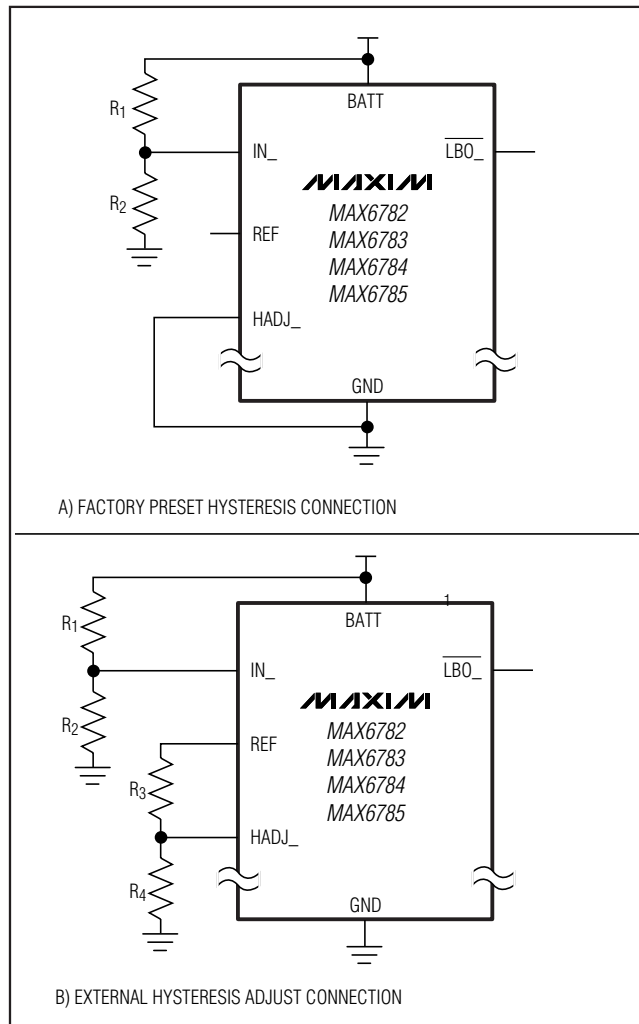 BATT
R1
IN_
LBO_
MAXIM
R2
MAX6782
REF
MAX6783
MAX6784
MAX6785
HADJ_
GND
A) FACTORY PRESET HYSTERESIS CONNECTION
1
BATT
R1
IN_
LBO_
MAXIM
R2
MAX6782
REF
MAX6783
R3
MAX6784
MAX6785
HADJ_
R4
GND
B) EXTERNAL HYSTERESIS ADJUST CONNECTION